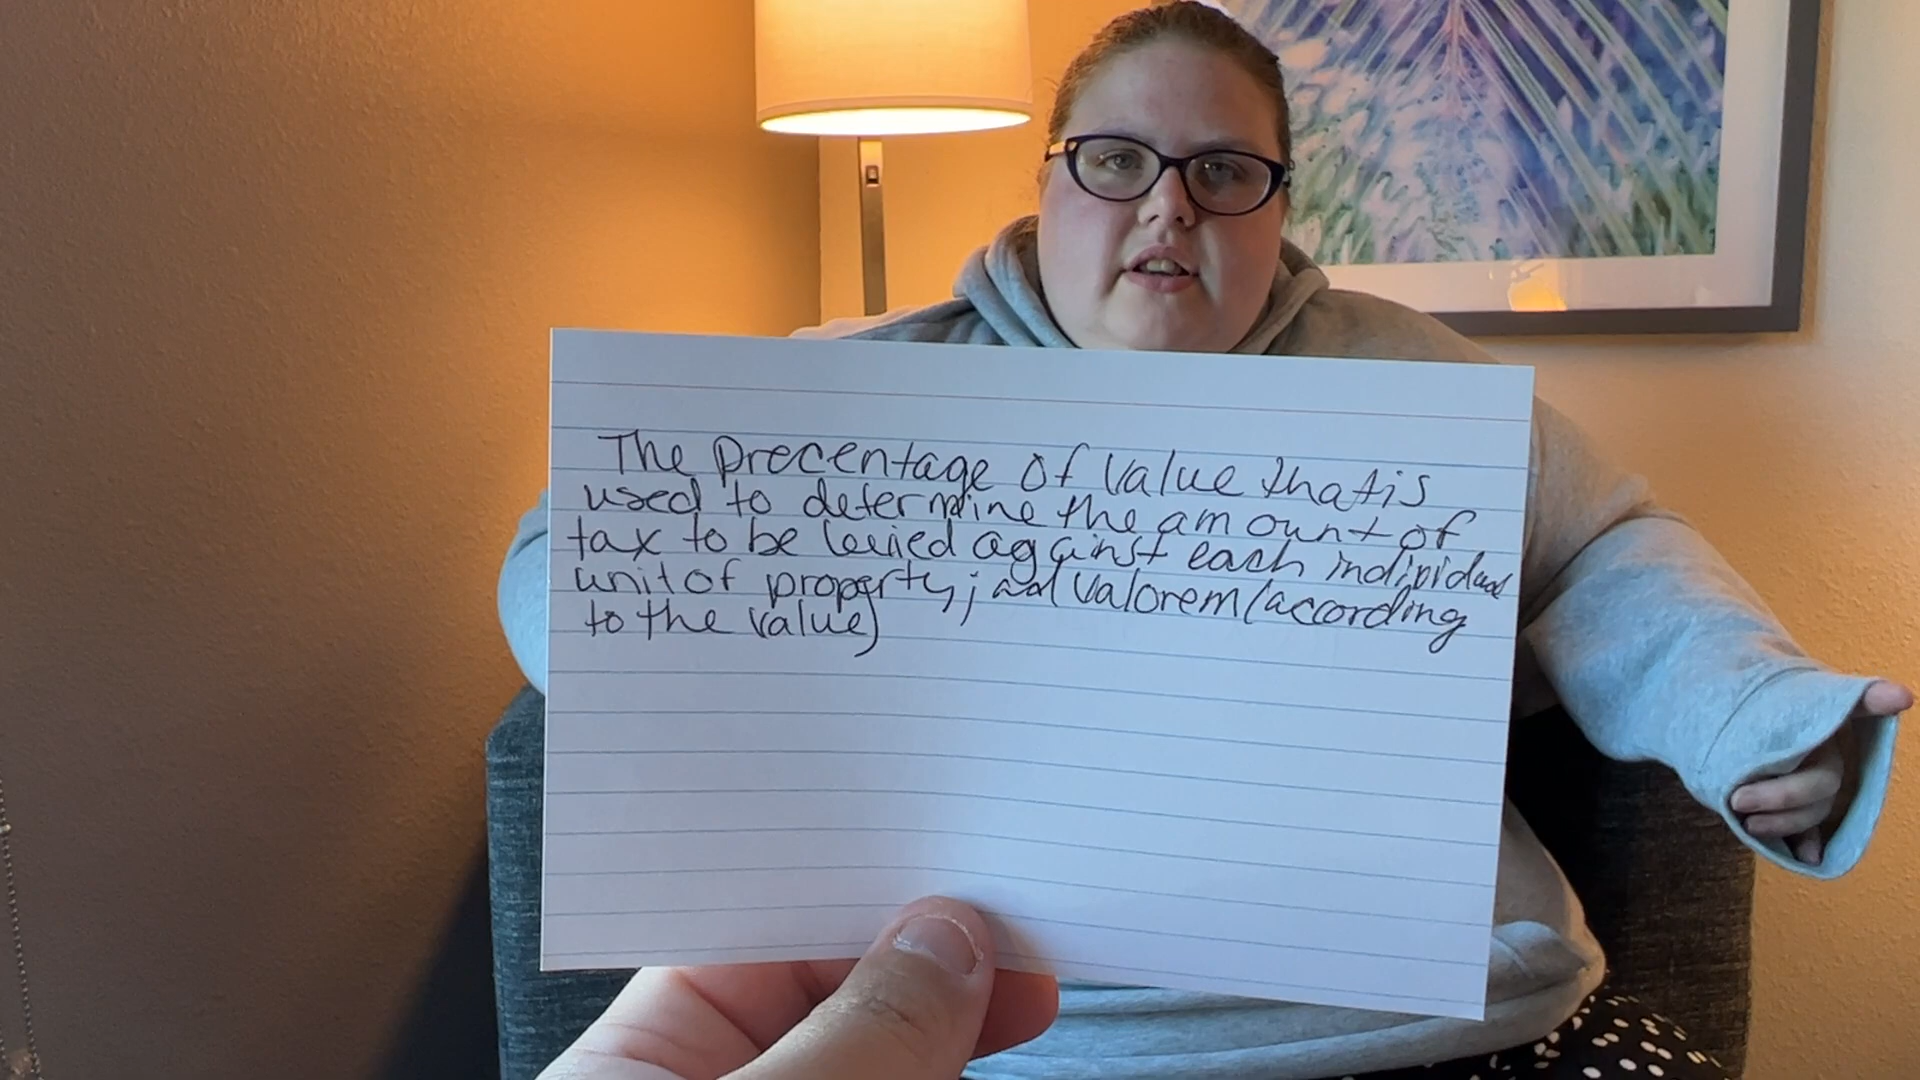 The precentage of value that is
used to determine the amount of
tax to be levied against each individual
unit of property; ad valorem (according
to the value)